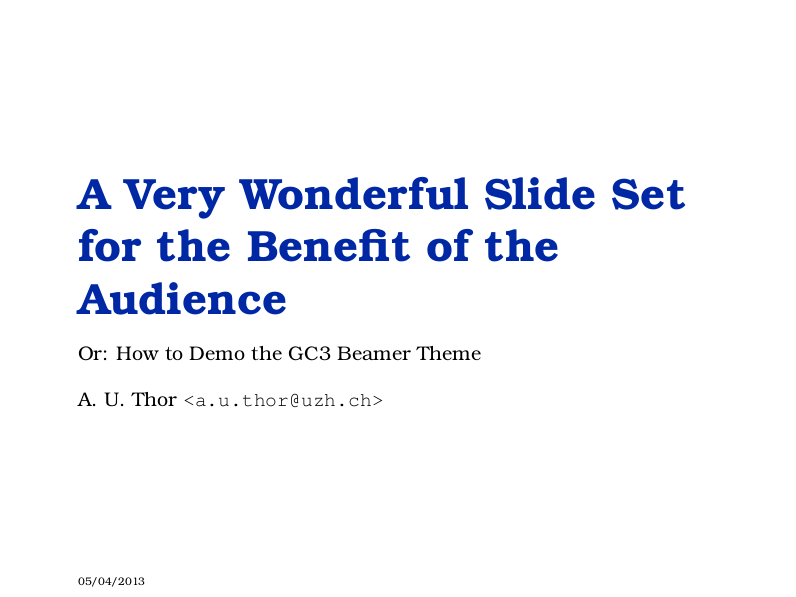 A Very Wonderful Slide Set
for the Benefit of the
Audience
Or: How to Demo the GC3 Beamer Theme
A. U. Thor <a.u.thor@uzh.ch>
05/04/2013